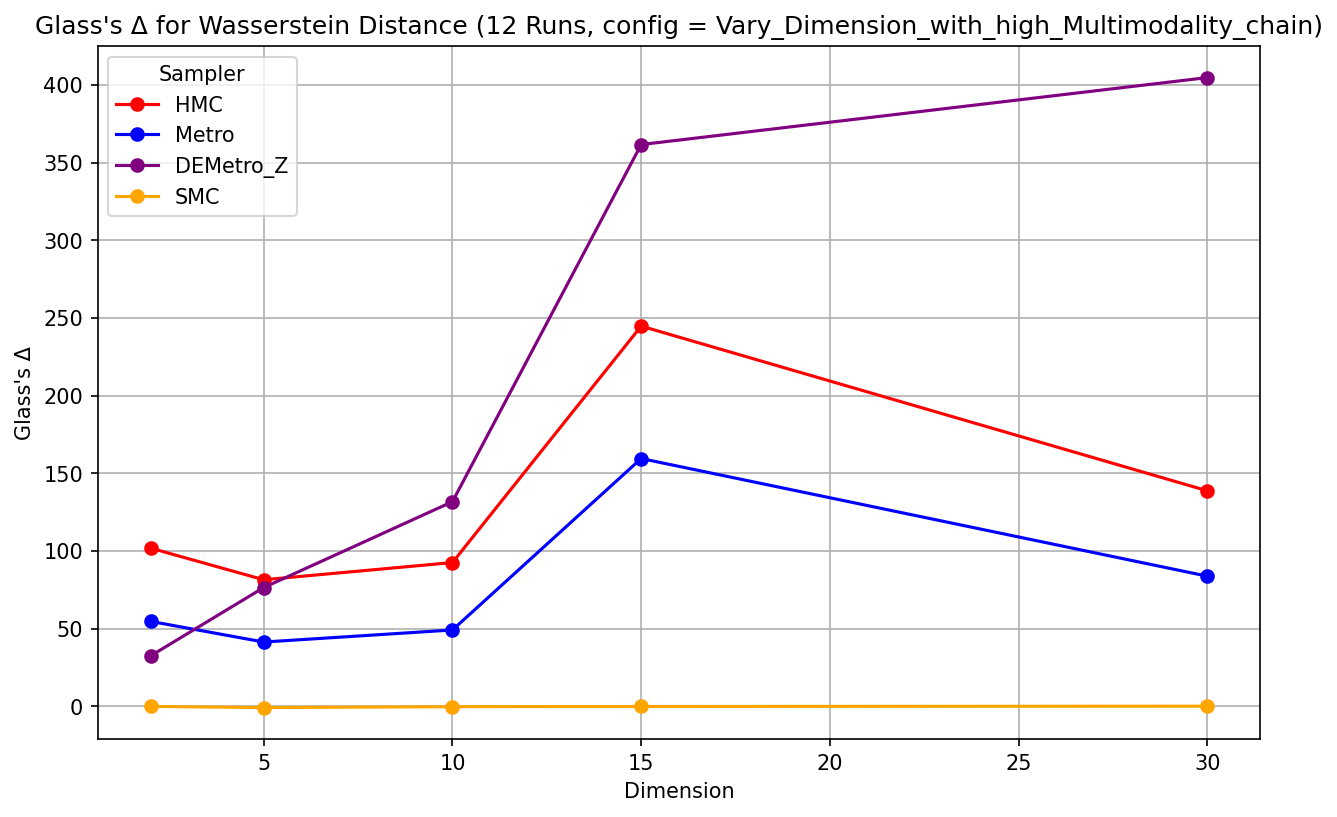 Glass's Δ for Wasserstein Distance (12 Runs, config = Vary_Dimension_with_high_Multimodality_chain)
Sampler
HMC
Metro
DEMetro_Z
SMC
Glass's Δ
400
350
300
250
200
150
100
50
0
5 10 15 20 25 30
Dimension